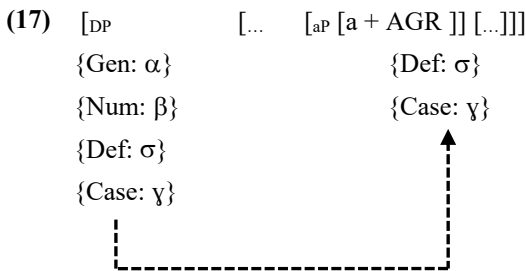 (17) [DP [... [aP [a + AGR ]] [...]]]
{Gen: α} {Def: σ}
{Num: β} {Case: ɣ}
{Def: σ}
{Case: ɣ}